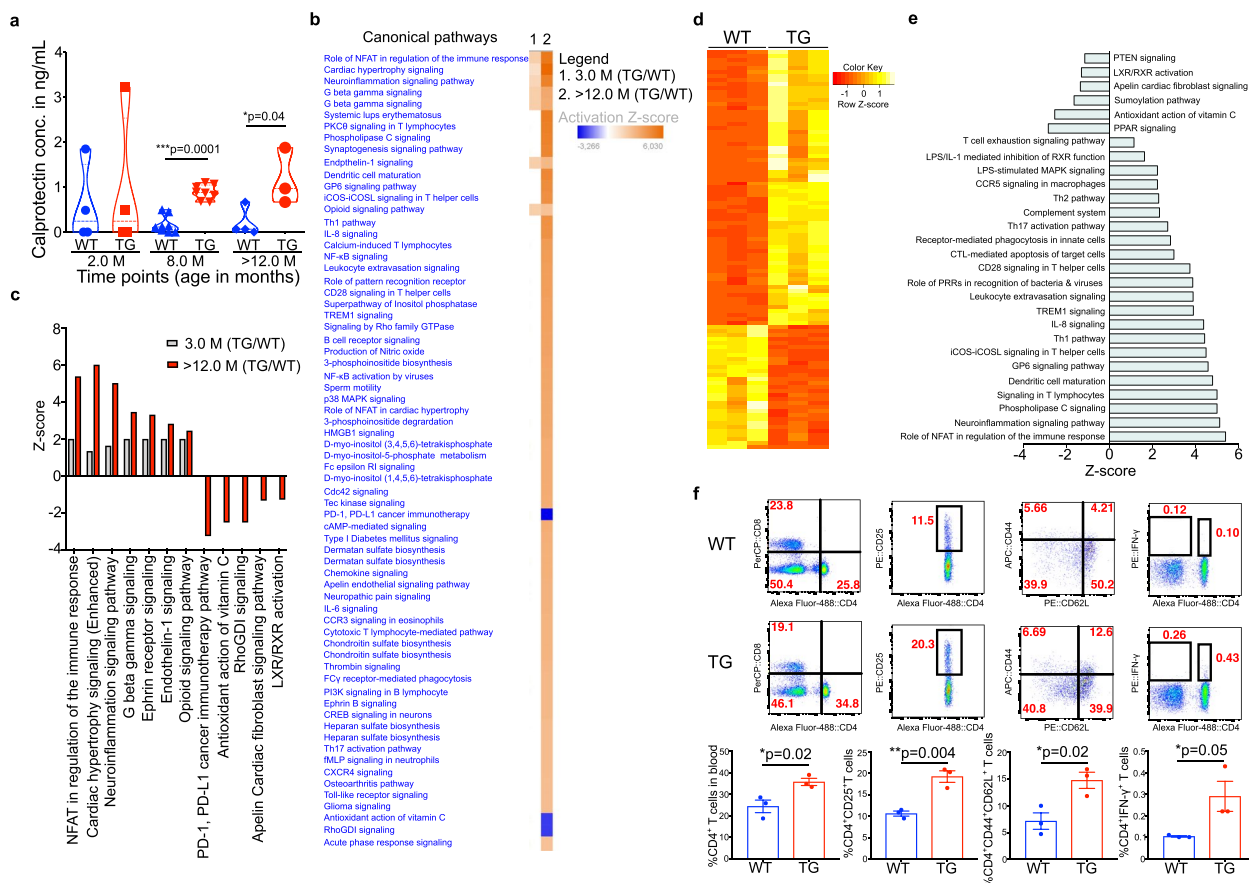 a
Calprotectin conc. in ng/mL
6
4
2
1
0
***p=0.0001
*p=0.04
WT TG WT TG WT TG
2.0 M 8.0 M >12.0 M
Time points (age in months)
b
Canonical pathways 1 2
Role of NFAT in regulation of the immune response
Cardiac hypertrophy signaling
Neuroinflammation signaling pathway
G beta gamma signaling
G beta gamma signaling
Systemic lups erythematosus
PKCθ signaling in T lymphocytes
Phospholipase C signaling
Synaptogenesis signaling pathway
Endpthelin-1 signaling
Dendritic cell maturation
GP6 signaling pathway
iCOS-iCOSL signaling in T helper cells
Opioid signaling pathway
Th1 pathway
IL-8 signaling
Calcium-induced T lymphocytes
NF-κB signaling
Leukocyte extravasation signaling
Role of pattern recognition receptor
CD28 signaling in T helper cells
Superpathway of Inositol phosphatase
TREM1 signaling
Signaling by Rho family GTPase
B cell receptor signaling
Production of Nitric oxide
3-phosphoinositide biosynthesis
NF-κB activation by viruses
Sperm motility
p38 MAPK signaling
Role of NFAT in cardiac hypertrophy
3-phosphoinositide degrardation
HMGB1 signaling
D-myo-inositol (3,4,5,6)-tetrakisphosphate
D-myo-inositol-5-phosphate metabolism
Fc epsilon RI signaling
D-myo-inositol (1,4,5,6)-tetrakisphosphate
Cdc42 signaling
Tec kinase signaling
PD-1, PD-L1 cancer immunotherapy
cAMP-mediated signaling
Type I Diabetes mellitus signaling
Dermatan sulfate biosynthesis
Dermatan sulfate biosynthesis
Chemokine signaling
Apelin endothelial signaling pathway
Neuropathic pain signaling
IL-6 signaling
CCR3 signaling in eosinophils
Cytotoxic T lymphocyte-mediated pathway
Chondroitin sulfate biosynthesis
Chondroitin sulfate biosynthesis
Thrombin signaling
FCγ receptor-mediated phagocytosis
PI3K signaling in B lymphocyte
Ephrin B signaling
CREB signaling in neurons
Heparan sulfate biosynthesis
Heparan sulfate biosynthesis
Th17 activation pathway
fMLP signaling in neutrophils
CXCR4 signaling
Osteoarthritis pathway
Toll-like receptor signaling
Glioma signaling
Antioxidant action of vitamin C
RhoGDI signaling
Acute phase response signaling
Legend
1. 3.0 M (TG/WT)
2. >12.0 M (TG/WT)
Activation Z-score
-3,266 6,030
c
3.0 M (TG/WT)
>12.0 M (TG/WT)
Z-score
8
6
4
2
0
-2
-4
NFAT in regulation of the immune response
Cardiac hypertrophy signaling (Enhanced)
Neuroinflammation signaling pathway
G beta gamma signaling
Ephrin receptor signaling
Endothelin-1 signaling
Opioid signaling pathway
PD-1, PD-L1 cancer immunotherapy pathway
Antioxidant action of vitamin C
RhoGDI signaling
Apelin Cardiac fibroblast signaling pathway
LXR/RXR activation
d
WT TG
Color Key
-1 0 1
Row Z-score
e
PTEN signaling
LXR/RXR activation
Apelin cardiac fibroblast signaling
Sumoylation pathway
Antioxidant action of vitamin C
PPAR signaling
T cell exhaustion signaling pathway
LPS/IL-1 mediated inhibition of RXR function
LPS-stimulated MAPK signaling
CCR5 signaling in macrophages
Th2 pathway
Complement system
Th17 activation pathway
Receptor-mediated phagocytosis in innate cells
CTL-mediated apoptosis of target cells
CD28 signaling in T helper cells
Role of PRRs in recognition of bacteria & viruses
Leukocyte extravasation signaling
TREM1 signaling
IL-8 signaling
Th1 pathway
iCOS-iCOSL signaling in T helper cells
GP6 signaling pathway
Dendritic cell maturation
Signaling in T lymphocytes
Phospholipase C signaling
Neuroinflammation signaling pathway
Role of NFAT in regulation of the immune response
-4 -2 0 2 4 6
Z-score
f
WT
PerCP::CD8
23.8
50.4 25.8
Alexa Fluor-488::CD4
PE::CD25
11.5
Alexa Fluor-488::CD4
APC::CD44
5.66 4.21
39.9 50.2
PE::CD62L
PE::IFN-γ
0.12
0.10
Alexa Fluor-488::CD4
TG
PerCP::CD8
19.1
46.1 34.8
Alexa Fluor-488::CD4
PE::CD25
20.3
Alexa Fluor-488::CD4
APC::CD44
6.69 12.6
40.8 39.9
PE::CD62L
PE::IFN-γ
0.26
0.43
Alexa Fluor-488::CD4
%CD4⁺ T cells in blood
50
40
30
20
10
0
*p=0.02
WT TG
%CD4⁺CD25⁺T cells
25
20
15
10
5
0
**p=0.004
WT TG
%CD4⁺CD44⁺CD62L⁺ T cells
20
15
10
5
0
*p=0.02
WT TG
%CD4⁺IFN-γ⁺ T cells
0.5
0.4
0.3
0.2
0.1
0
*p=0.05
WT TG